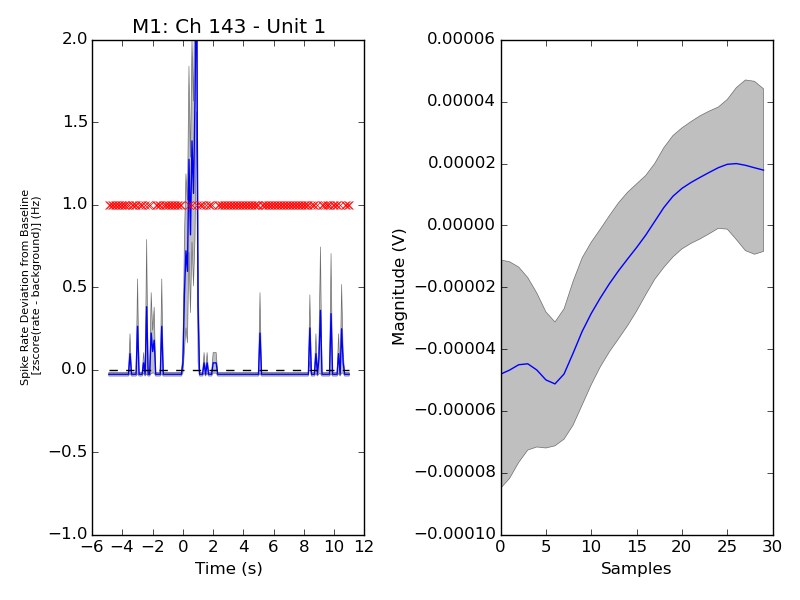 M1: Ch 143 - Unit 1
2.0
1.5
1.0
0.5
0.0
−0.5
−1.0
−6 −4 −2 0 2 4 6 8 10 12
Time (s)
Spike Rate Deviation from Baseline
[zscore(rate - background)] (Hz)
0.00006
0.00004
0.00002
0.00000
−0.00002
−0.00004
−0.00006
−0.00008
−0.00010
0 5 10 15 20 25 30
Samples
Magnitude (V)